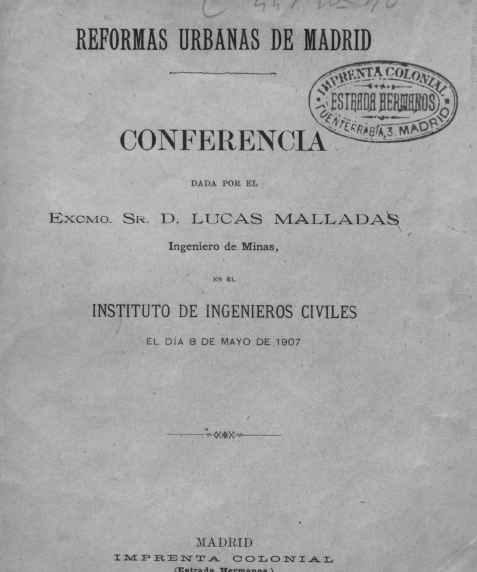 REFORMAS URBANAS DE MADRID
IMPRENTA COLONIAL
ESTRADA HERMANOS
FUENTERRABÍA, 3. MADRID
CONFERENCIA
DADA POR EL
EXCMO. SR. D. LUCAS MALLADAS
Ingeniero de Minas,
EN EL
INSTITUTO DE INGENIEROS CIVILES
EL DÍA 8 DE MAYO DE 1907
MADRID
IMPRENTA COLONIAL
(Estrada Hermanos.)